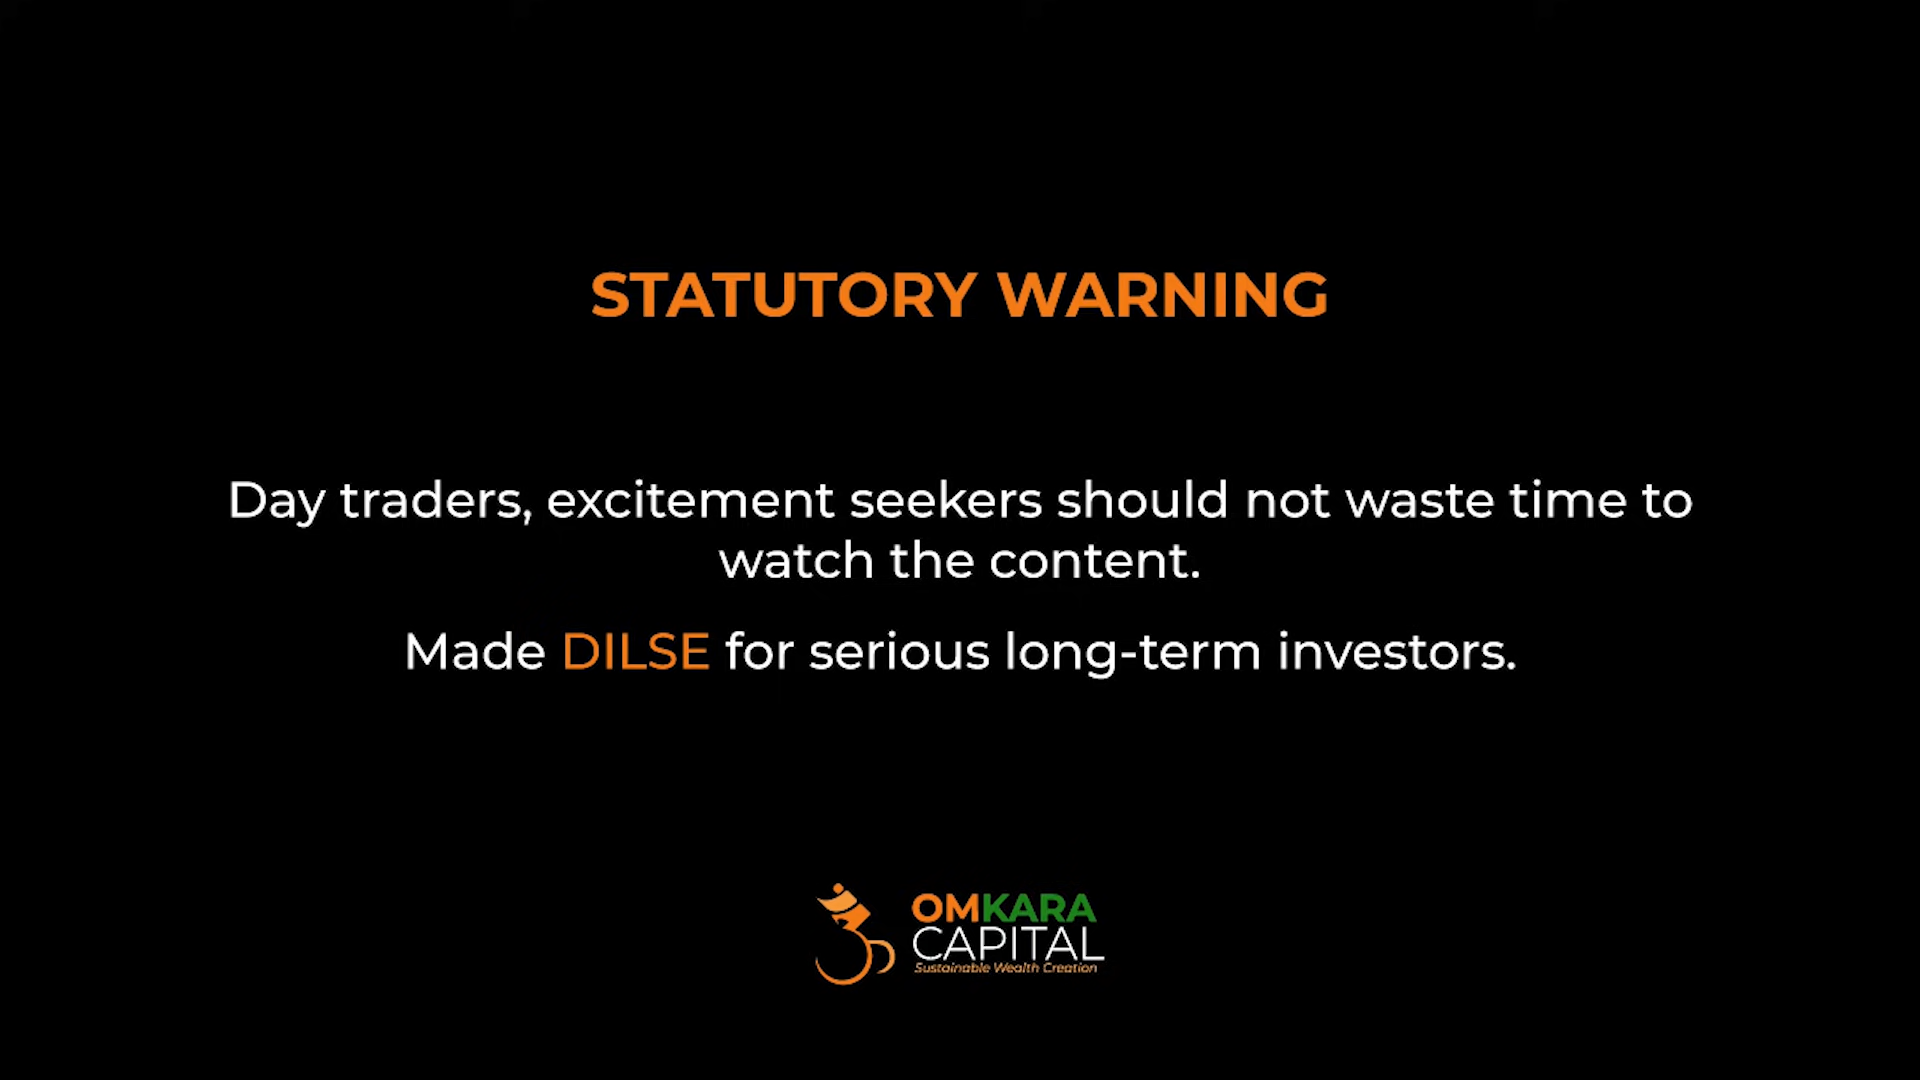 STATUTORY WARNING
Day traders, excitement seekers should not waste time to
watch the content.
Made DILSE for serious long-term investors.
OMKARA
CAPITAL
Sustainable Wealth Creation